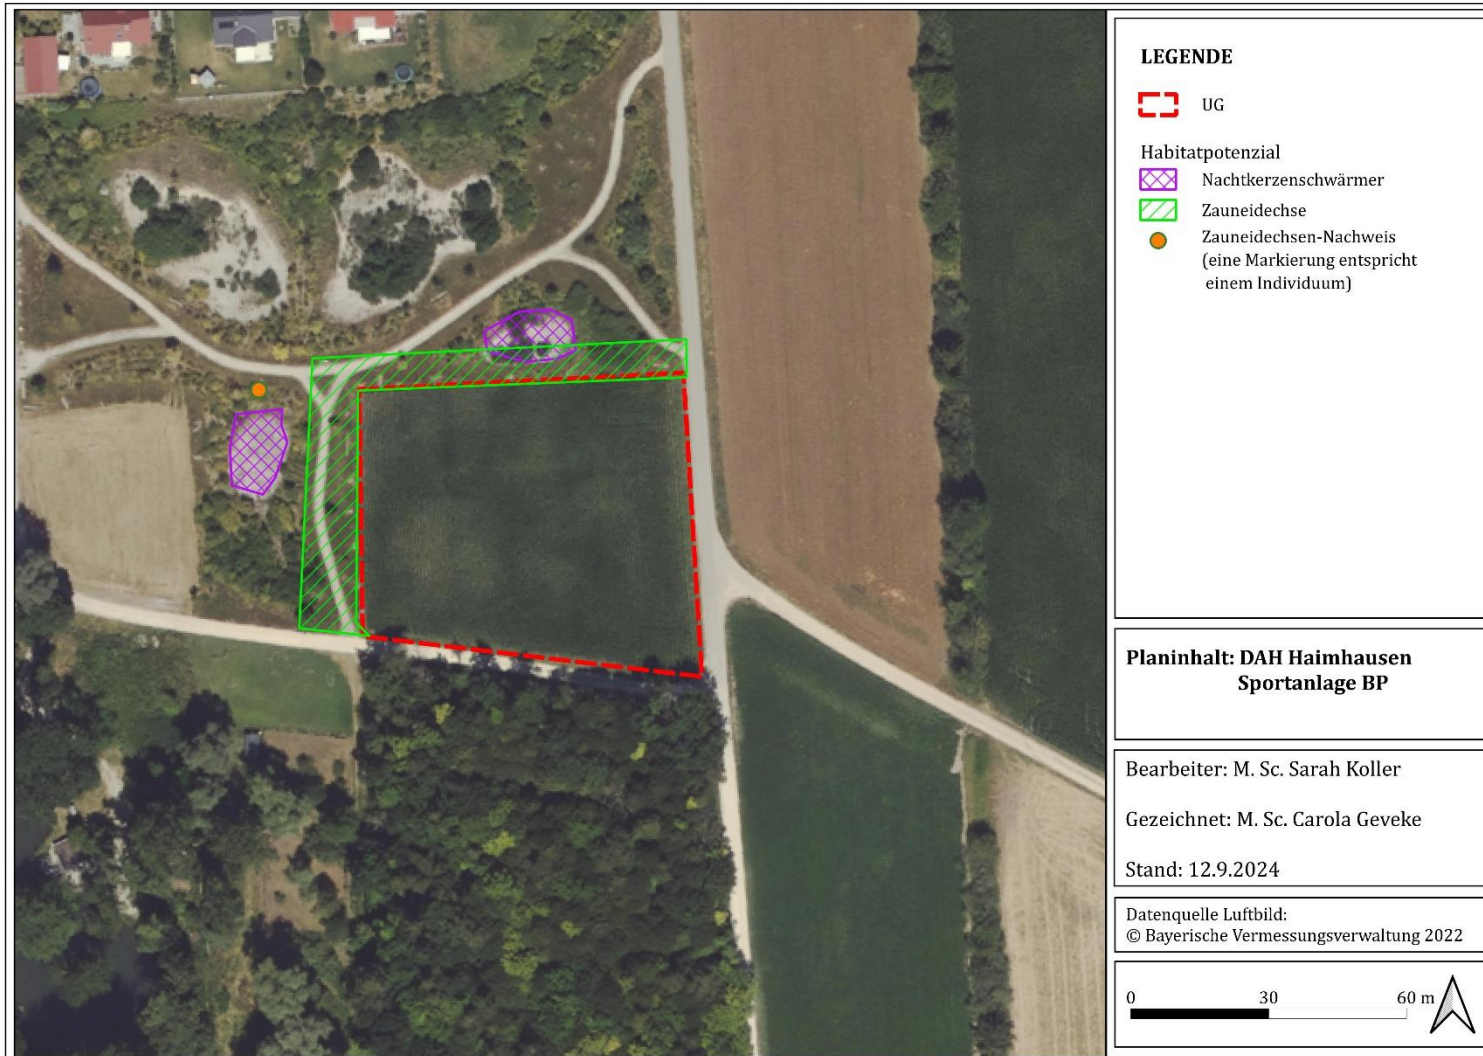 LEGENDE
UG
Habitatpotenzial
Nachtkerzenschwärmer
Zauneidechse
Zauneidechsen-Nachweis
(eine Markierung entspricht
einem Individuum)
Planinhalt: DAH Haimhausen
Sportanlage BP
Bearbeiter: M. Sc. Sarah Koller
Gezeichnet: M. Sc. Carola Geveke
Stand: 12.9.2024
Datenquelle Luftbild:
© Bayerische Vermessungsverwaltung 2022
0 30 60 m